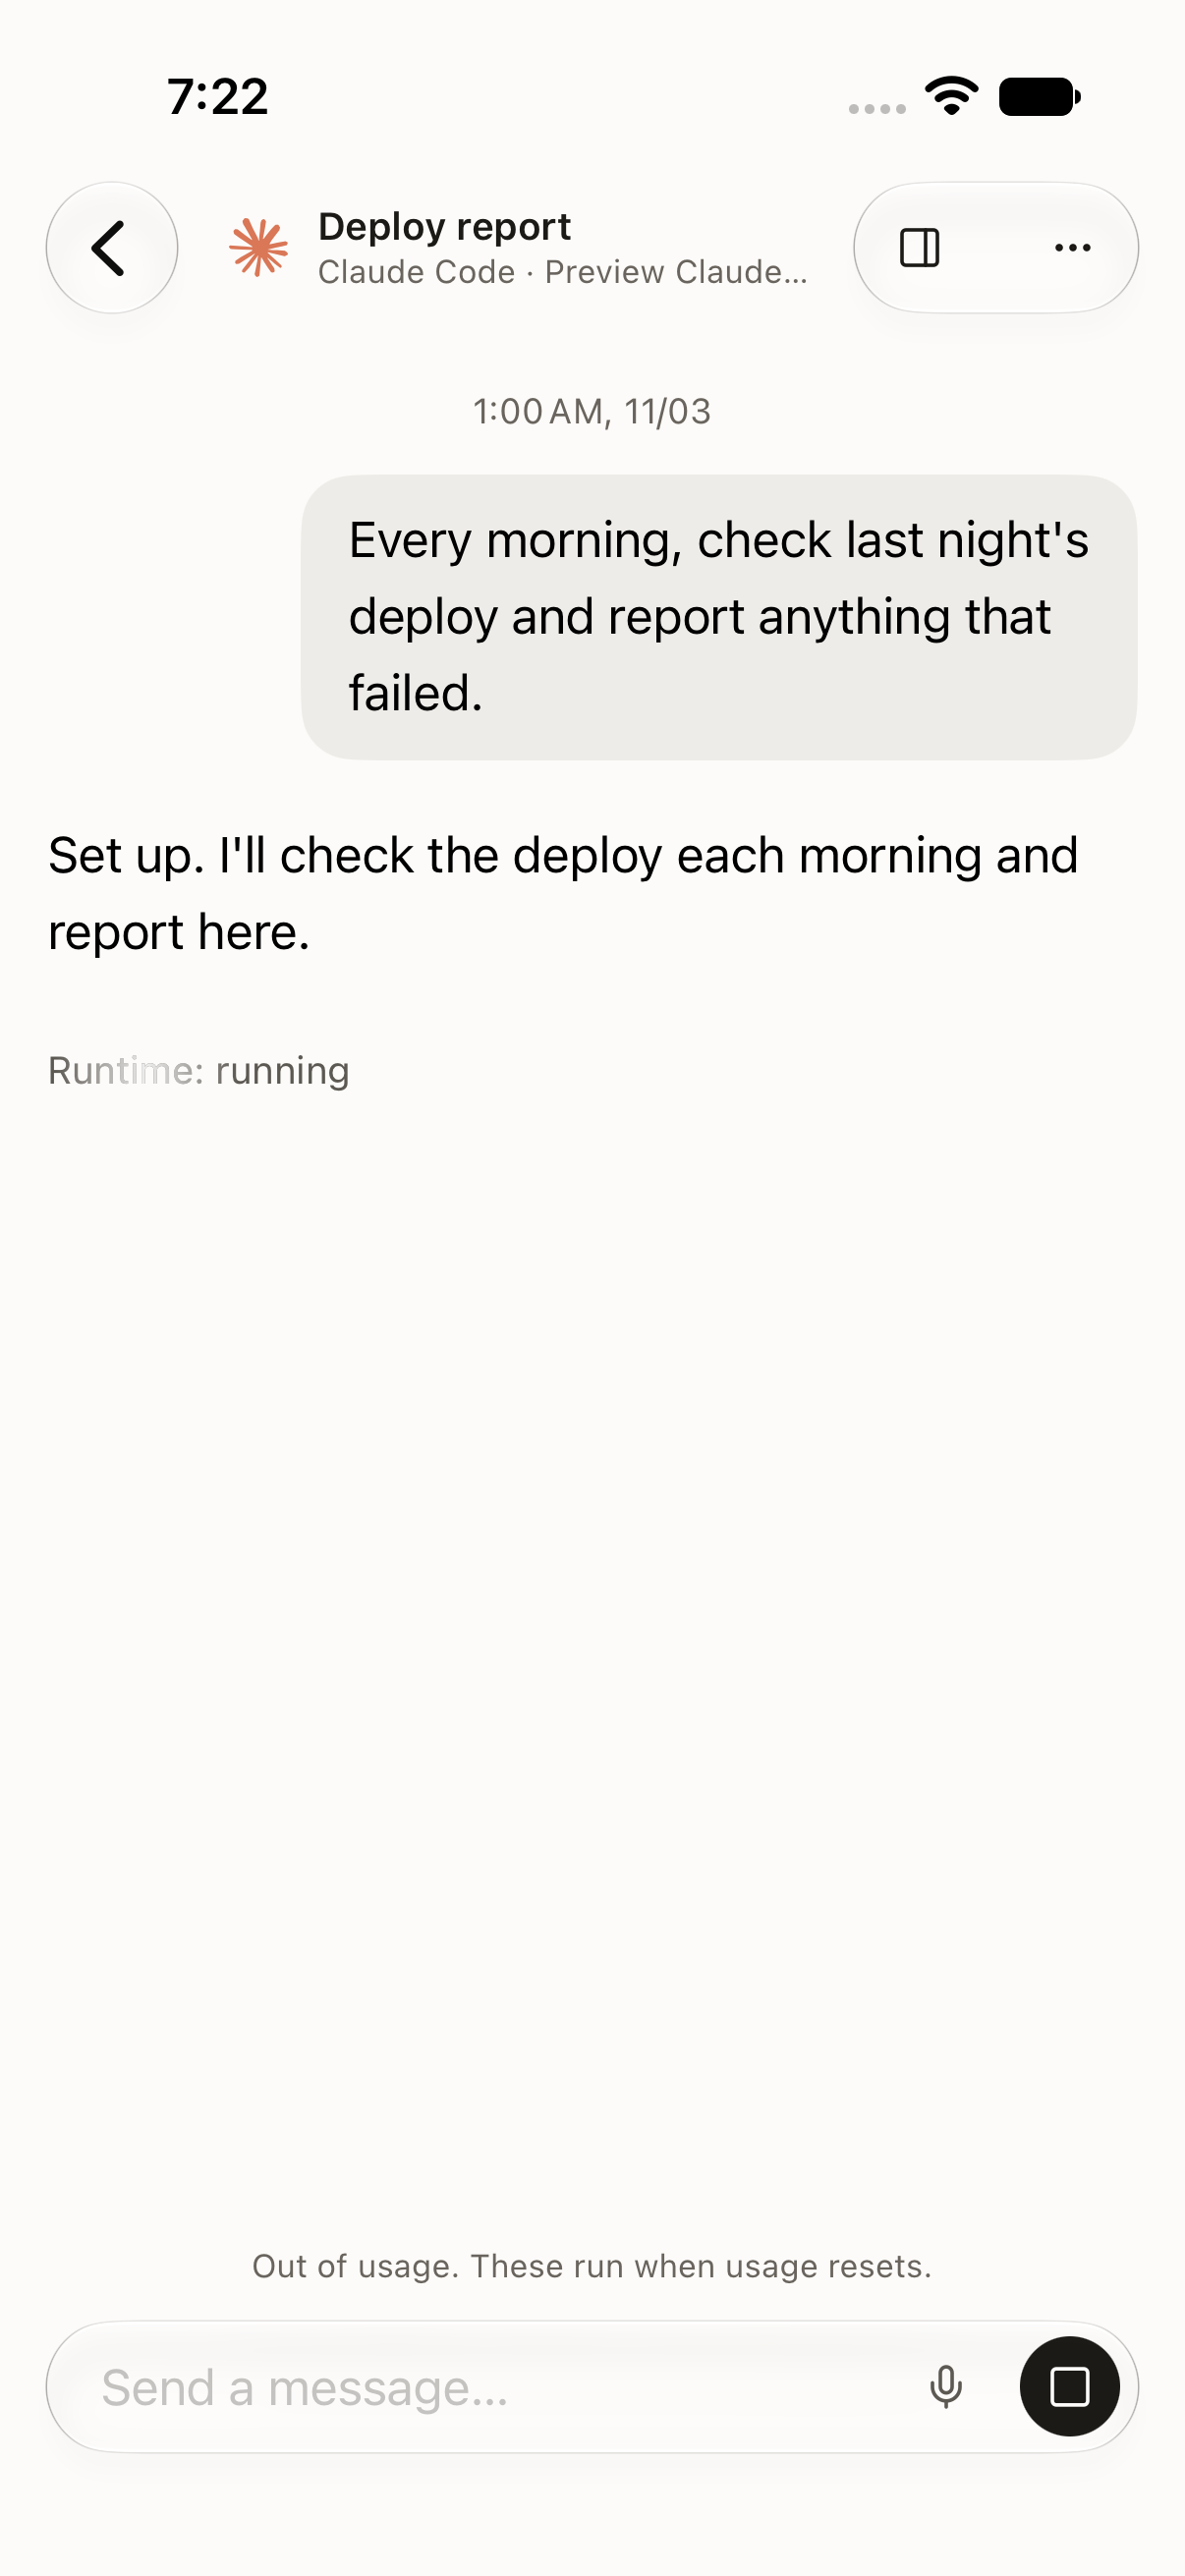 7:22
Deploy report
Claude Code · Preview Claude...
1:00 AM, 11/03
Every morning, check last night's
deploy and report anything that
failed.
Set up. I'll check the deploy each morning and
report here.
Runtime: running
Out of usage. These run when usage resets.
Send a message...